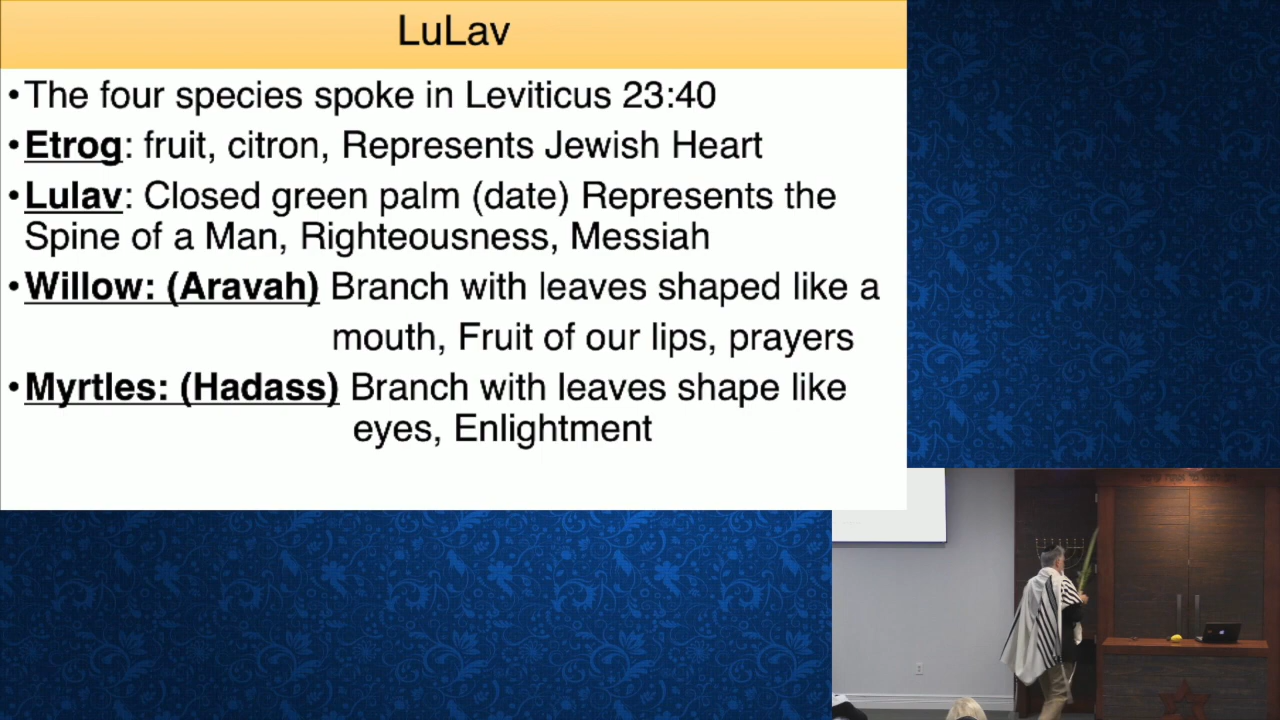 LuLav
•The four species spoke in Leviticus 23:40
•Etrog: fruit, citron, Represents Jewish Heart
•Lulav: Closed green palm (date) Represents the
Spine of a Man, Righteousness, Messiah
•Willow: (Aravah) Branch with leaves shaped like a
mouth, Fruit of our lips, prayers
•Myrtles: (Hadass) Branch with leaves shape like
eyes, Enlightment